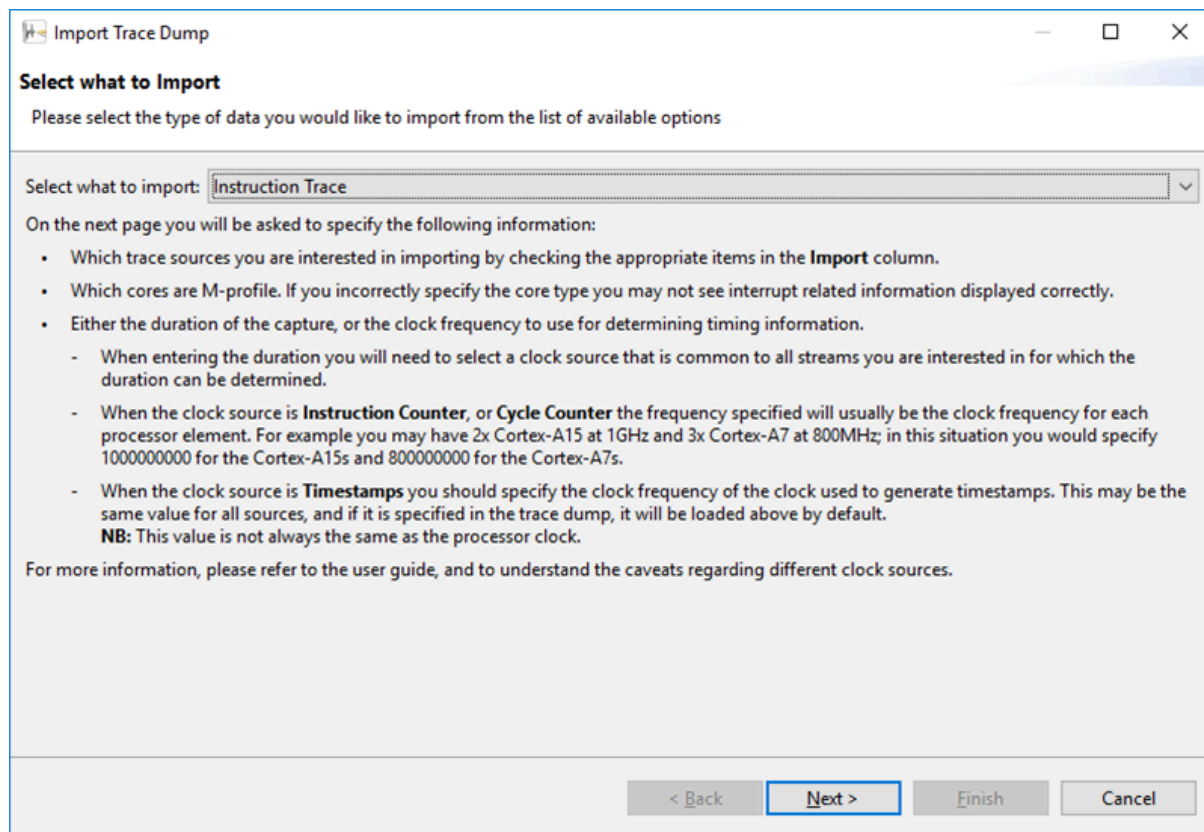 Import Trace Dump
Select what to Import
Please select the type of data you would like to import from the list of available options
Select what to import: Instruction Trace
On the next page you will be asked to specify the following information:
• Which trace sources you are interested in importing by checking the appropriate items in the Import column.
• Which cores are M-profile. If you incorrectly specify the core type you may not see interrupt related information displayed correctly.
• Either the duration of the capture, or the clock frequency to use for determining timing information.
- When entering the duration you will need to select a clock source that is common to all streams you are interested in for which the
duration can be determined.
- When the clock source is Instruction Counter, or Cycle Counter the frequency specified will usually be the clock frequency for each
processor element. For example you may have 2x Cortex-A15 at 1GHz and 3x Cortex-A7 at 800MHz; in this situation you would specify
1000000000 for the Cortex-A15s and 800000000 for the Cortex-A7s.
- When the clock source is Timestamps you should specify the clock frequency of the clock used to generate timestamps. This may be the
same value for all sources, and if it is specified in the trace dump, it will be loaded above by default.
NB: This value is not always the same as the processor clock.
For more information, please refer to the user guide, and to understand the caveats regarding different clock sources.
< Back Next > Finish Cancel